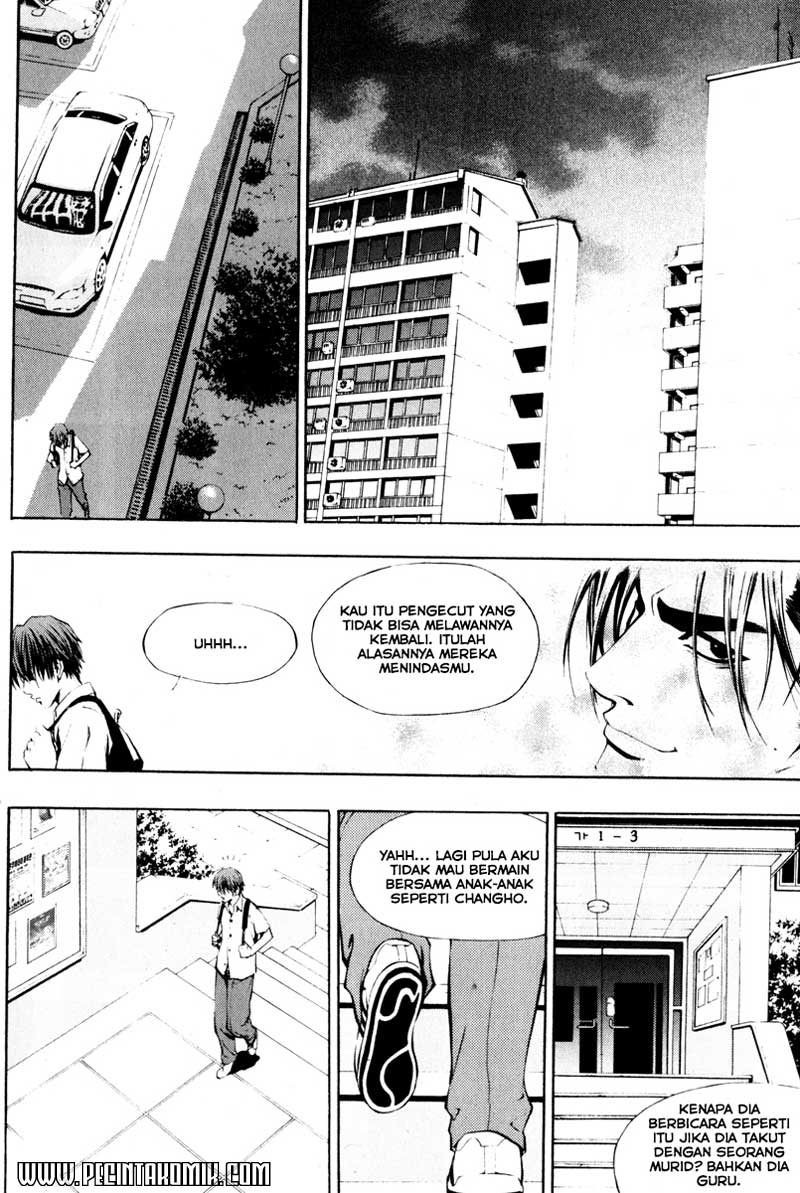 KAU ITU PENGECUT YANG
TIDAK BISA MELAWANNYA
KEMBALI. ITULAH
ALASANNYA MEREKA
MENINDASMU.
UHHH...
가 1 - 3
KENAPA DIA
BERBICARA SEPERTI
ITU JIKA DIA TAKUT
DENGAN SEORANG
MURID? BAHKAN DIA
GURU.
YAHH... LAGI PULA AKU
TIDAK MAU BERMAIN
BERSAMA ANAK-ANAK
SEPERTI CHANGHO.
WWW.PECINTAKOMIK.COM